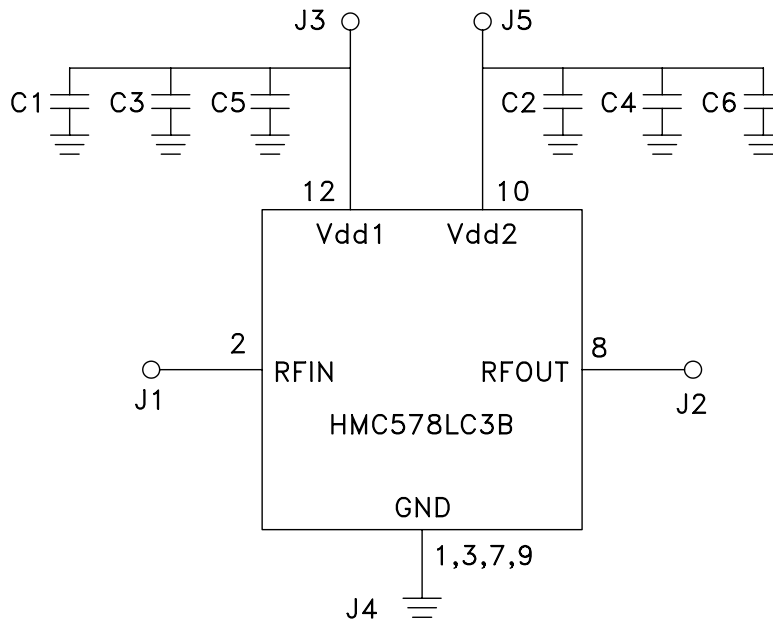 J3
J5
C1
C3
C5
C2
C4
C6
12
10
Vdd1
Vdd2
2
8
RFIN
RFOUT
J1
J2
HMC578LC3B
GND
1,3,7,9
J4